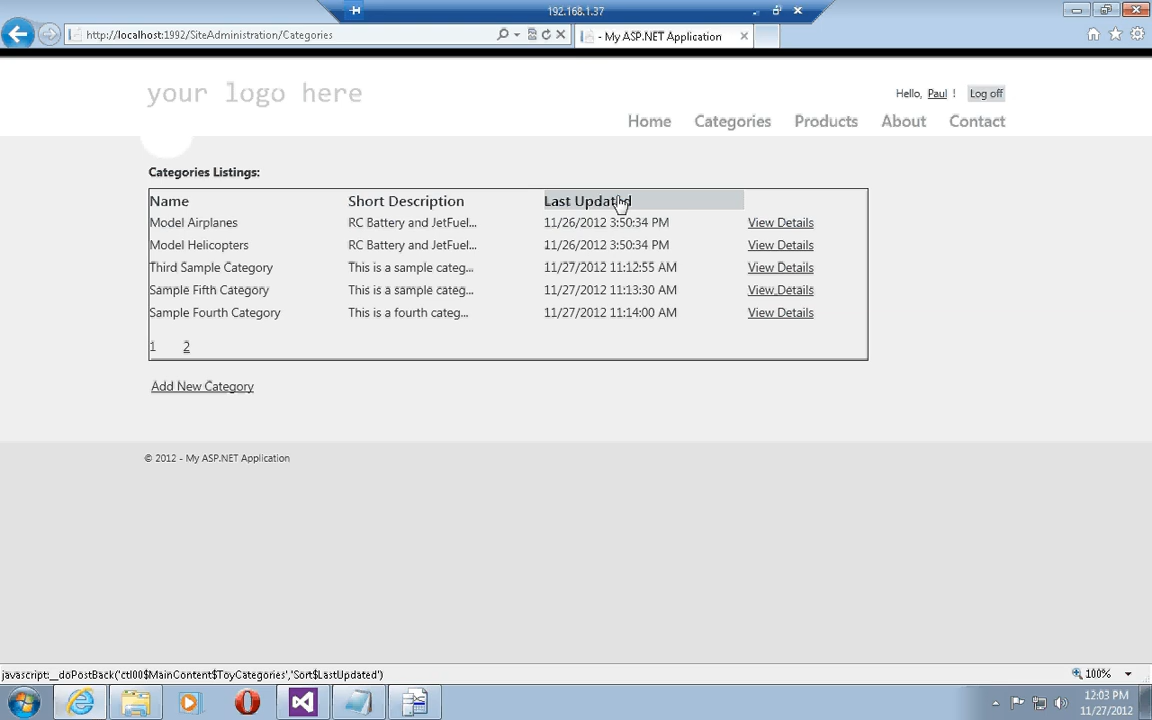 192.168.1.37
http://localhost:1992/SiteAdministration/Categories
- My ASP.NET Application
your logo here
Hello, Paul ! Log off
Home Categories Products About Contact
Categories Listings:
Name Short Description Last Updated
Model Airplanes RC Battery and JetFuel... 11/26/2012 3:50:34 PM View Details
Model Helicopters RC Battery and JetFuel... 11/26/2012 3:50:34 PM View Details
Third Sample Category This is a sample categ... 11/27/2012 11:12:55 AM View Details
Sample Fifth Category This is a sample categ... 11/27/2012 11:13:30 AM View Details
Sample Fourth Category This is a fourth categ... 11/27/2012 11:14:00 AM View Details
1 2
Add New Category
© 2012 - My ASP.NET Application
javascript:__doPostBack('ctl00$MainContent$ToyCategories','Sort$LastUpdated')
100%
12:03 PM
11/27/2012